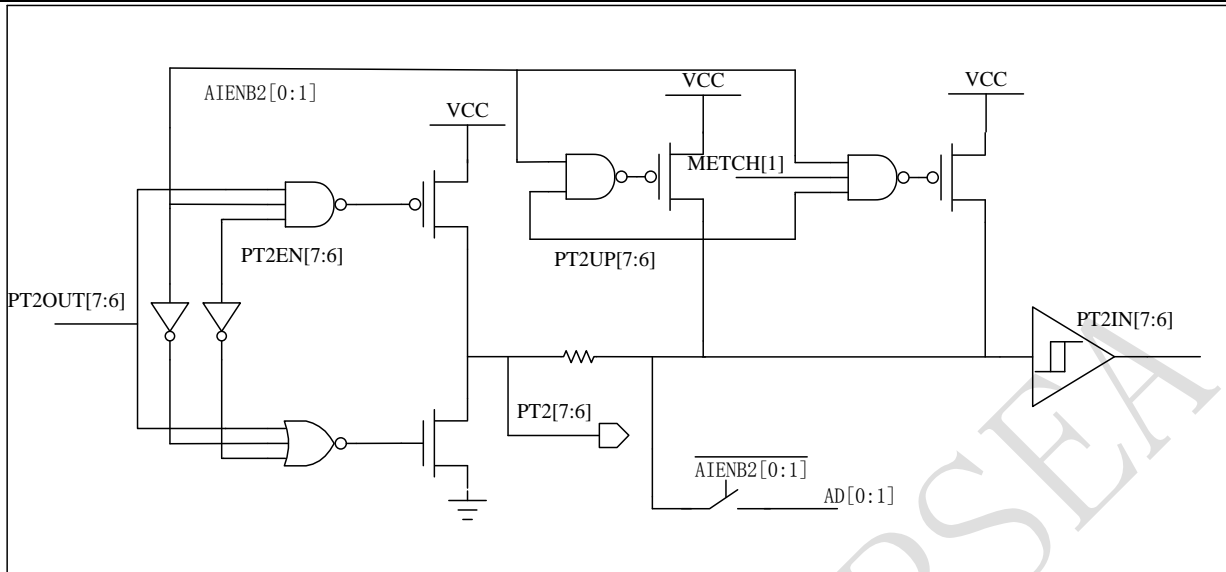 AIENB2[0:1]
VCC
VCC
VCC
METCH[1]
PT2EN[7:6]
PT2UP[7:6]
PT2OUT[7:6]
PT2IN[7:6]
PT2[7:6]
AIENB2[0:1]
AD[0:1]